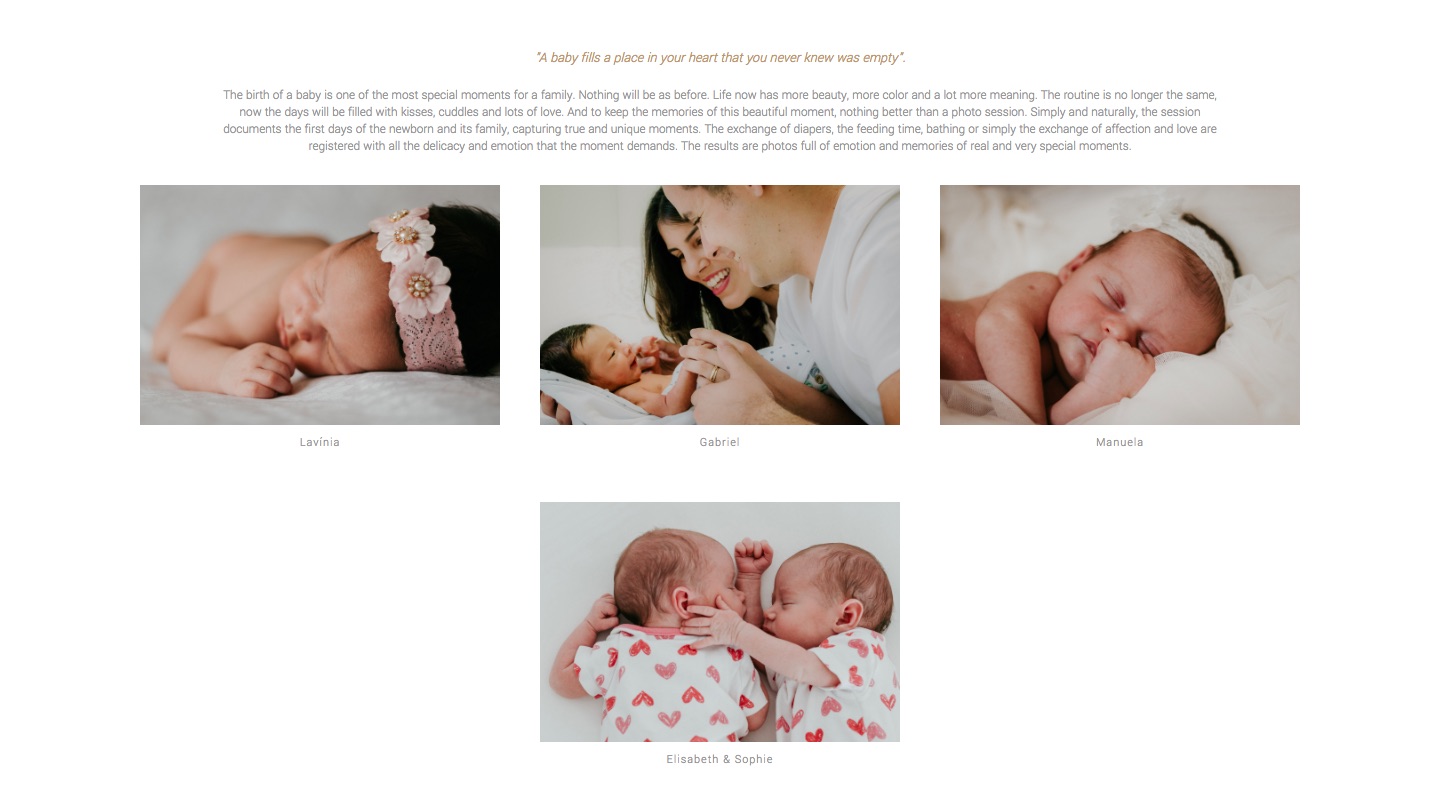 "A baby fills a place in your heart that you never knew was empty".
The birth of a baby is one of the most special moments for a family. Nothing will be as before. Life now has more beauty, more color and a lot more meaning. The routine is no longer the same,
now the days will be filled with kisses, cuddles and lots of love. And to keep the memories of this beautiful moment, nothing better than a photo session. Simply and naturally, the session
documents the first days of the newborn and its family, capturing true and unique moments. The exchange of diapers, the feeding time, bathing or simply the exchange of affection and love are
registered with all the delicacy and emotion that the moment demands. The results are photos full of emotion and memories of real and very special moments.
Lavínia
Gabriel
Manuela
Elisabeth & Sophie